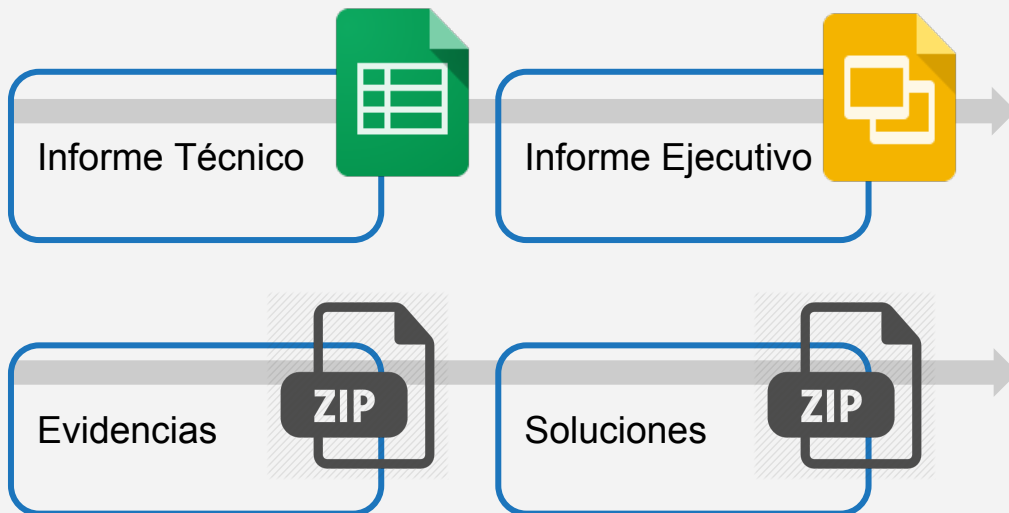 Informe Técnico
Informe Ejecutivo
Evidencias
ZIP
Soluciones
ZIP